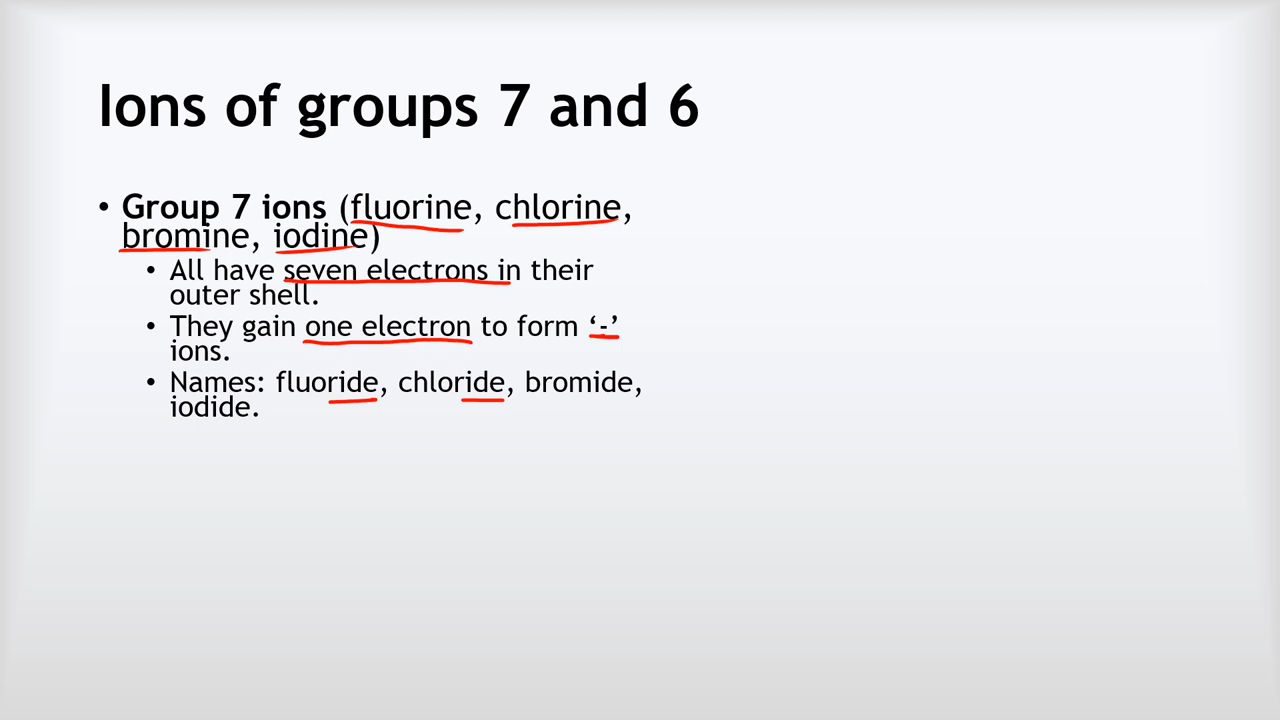 Ions of groups 7 and 6
• Group 7 ions (fluorine, chlorine,
bromine, iodine)
• All have seven electrons in their
outer shell.
• They gain one electron to form ‘-’
ions.
• Names: fluoride, chloride, bromide,
iodide.